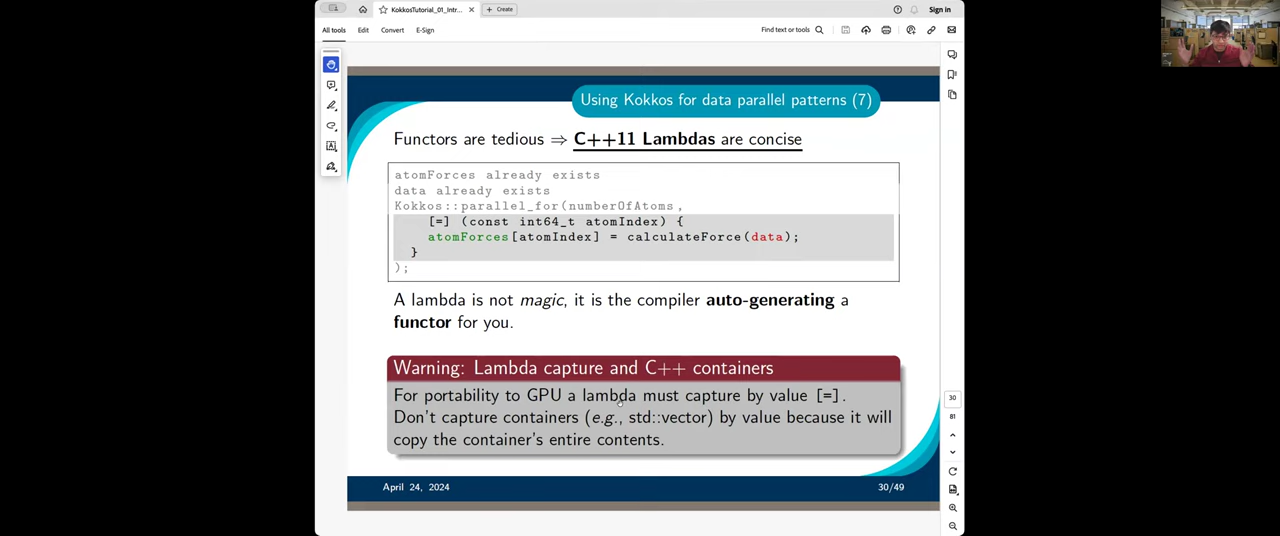 KokkosTutorial_01_Intr...
Create
Sign in
All tools
Edit
Convert
E-Sign
Find text or tools
Using Kokkos for data parallel patterns (7)
Functors are tedious ⇒ C++11 Lambdas are concise
atomForces already exists
data already exists
Kokkos::parallel_for(numberOfAtoms,
[=] (const int64_t atomIndex) {
atomForces[atomIndex] = calculateForce(data);
}
);
A lambda is not magic, it is the compiler auto-generating a
functor for you.
Warning: Lambda capture and C++ containers
For portability to GPU a lambda must capture by value [=].
Don't capture containers (e.g., std::vector) by value because it will
copy the container's entire contents.
April 24, 2024
30/49
30
81